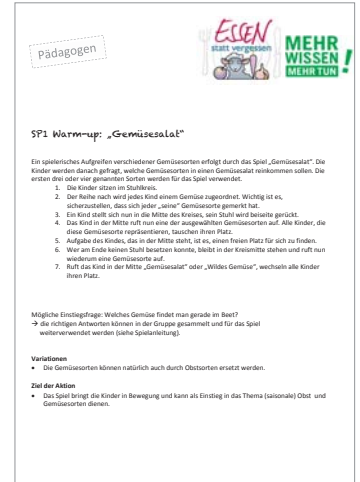 Pädagogen
ESSEN
statt vergessen
MEHR
WISSEN
MEHR TUN!
SP1 Warm-up: „Gemüsesalat“
Ein spielerisches Aufgreifen verschiedener Gemüsesorten erfolgt durch das Spiel „Gemüsesalat“. Die
Kinder werden danach gefragt, welche Gemüsesorten in einen Gemüsesalat reinkommen sollen. Die
ersten drei oder vier genannten Sorten werden für das Spiel verwendet.
1. Die Kinder sitzen im Stuhlkreis.
2. Der Reihe nach wird jedes Kind einem Gemüse zugeordnet. Wichtig ist es,
sicherzustellen, dass sich jeder „seine“ Gemüsesorte gemerkt hat.
3. Ein Kind stellt sich nun in die Mitte des Kreises, sein Stuhl wird beiseite gerückt.
4. Das Kind in der Mitte ruft nun eine der ausgewählten Gemüsesorten auf. Alle Kinder, die
diese Gemüsesorte repräsentieren, tauschen ihren Platz.
5. Aufgabe des Kindes, das in der Mitte steht, ist es, einen freien Platz für sich zu finden.
6. Wer am Ende keinen Stuhl besetzen konnte, bleibt in der Kreismitte stehen und ruft nun
wiederum eine Gemüsesorte auf.
7. Ruft das Kind in der Mitte „Gemüsesalat“ oder „Wildes Gemüse“, wechseln alle Kinder
ihren Platz.
Mögliche Einstiegsfrage: Welches Gemüse findet man gerade im Beet?
→ die richtigen Antworten können in der Gruppe gesammelt und für das Spiel
weiterverwendet werden (siehe Spielanleitung).
Variationen
• Die Gemüsesorten können natürlich auch durch Obstsorten ersetzt werden.
Ziel der Aktion
• Das Spiel bringt die Kinder in Bewegung und kann als Einstieg in das Thema (saisonale) Obst und
Gemüsesorten dienen.